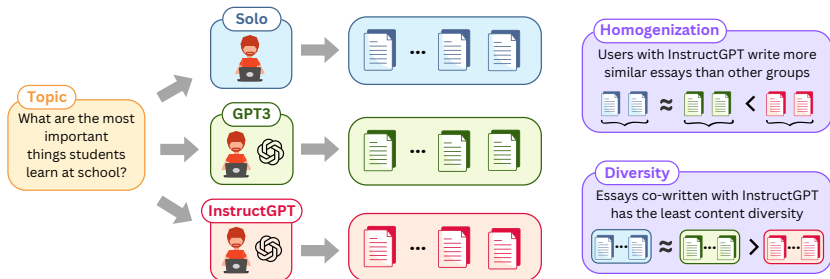 Topic
What are the most
important
things students
learn at school?
Solo
...
GPT3
...
InstructGPT
...
Homogenization
Users with InstructGPT write more
similar essays than other groups
≈ <
Diversity
Essays co-written with InstructGPT
has the least content diversity
... ≈ ... > ...